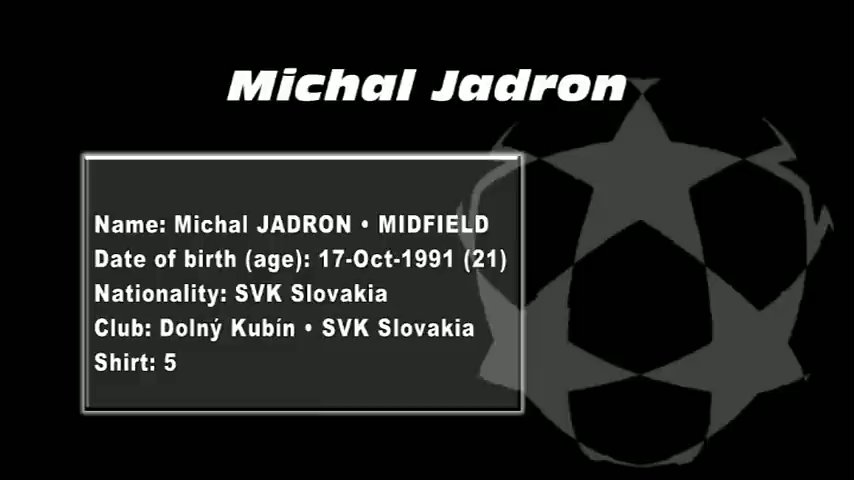 Michal Jadron
Name: Michal JADRON • MIDFIELD
Date of birth (age): 17-Oct-1991 (21)
Nationality: SVK Slovakia
Club: Dolný Kubín • SVK Slovakia
Shirt: 5